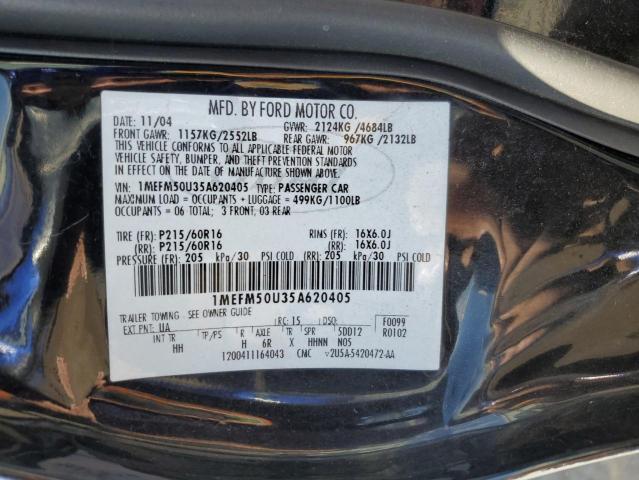 MFD. BY FORD MOTOR CO.
DATE: 11/04 GVWR: 2124KG /4684LB
FRONT GAWR: 1157KG/2552LB REAR GAWR: 967KG /2132LB
THIS VEHICLE CONFORMS TO ALL APPLICABLE FEDERAL MOTOR
VEHICLE SAFETY, BUMPER, AND THEFT PREVENTION STANDARDS
IN EFFECT ON THE DATE OF MANUFACTURE SHOWN ABOVE.
VIN: 1MEFM50U35A620405 TYPE: PASSENGER CAR
MAXIMUM LOAD = OCCUPANTS + LUGGAGE = 499KG/1100LB
OCCUPANTS = 06 TOTAL: 3 FRONT, 03 REAR
TIRE (FR): P215/60R16 RIMS (FR): 16X6.0J
(RR): P215/60R16 (RR): 16X6.0J
PRESSURE (FR): 205 kPa/30 PSI COLD (RR): 205 kPa/30 PSI COLD
1MEFM50U35A620405
TRAILER TOWING - SEE OWNER GUIDE
EXT PNT: UA RC: 15 DSO: F0099
INT TR TP/PS R AXLE TR SPR 5DD12 R0102
HH H 6R X HHNN NO5
1200411164043 CMC V2U5A-5420472-AA